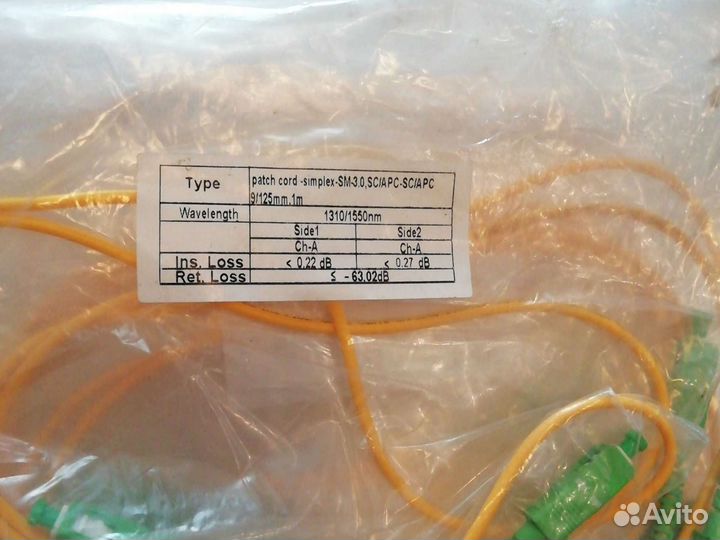 Type patch cord -simplex-SM-3.0,SC/APC-SC/APC
9/125mm, 1m
Wavelength 1310/1550nm
Side1 Side2
Ch-A Ch-A
Ins. Loss < 0,22 dB < 0,27 dB
Ret. Loss ≤ -63,02dB
Avito